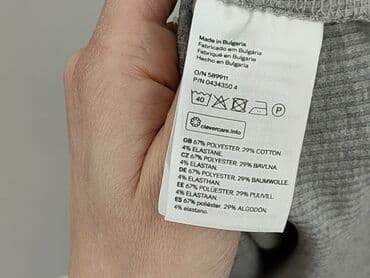 Made in Bulgaria
Fabricado em Bulgária
Fabriqué en Bulgarie
Hecho en Bulgaria
O/N 589911
P/N 0434350 4
40 P
clevercare.info
GB 67% POLYESTER. 29% COTTON.
4% ELASTANE.
CZ 67% POLYESTER. 29% BAVLNA.
4% ELASTAN.
DE 67% POLYESTER. 29% BAUMWOLLE.
4% ELASTHAN.
EE 67% POLÜESTER. 29% PUUVILL.
4% ELASTAAN.
ES 67% poliéster. 29% ALGODÓN.
4% elastano.